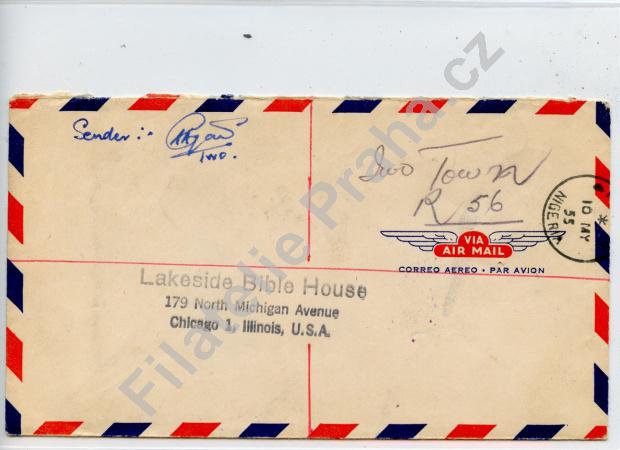 Sender :-
Iwo.
Iwo Town
R 56
* 10 MY 55 NIGERIA
VIA
AIR MAIL
CORREO AEREO • PAR AVION
Lakeside Bible House
179 North Michigan Avenue
Chicago 1, Illinois, U.S.A.
Filatelie Praha.cz